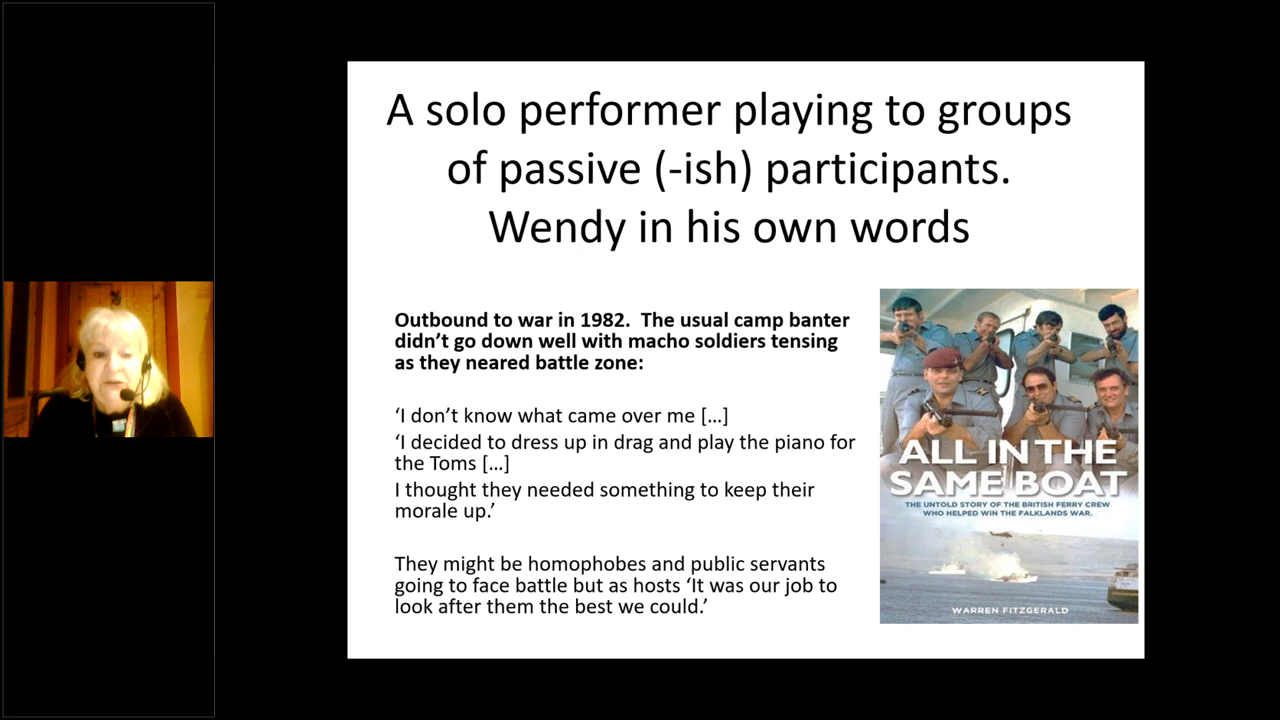 A solo performer playing to groups
of passive (-ish) participants.
Wendy in his own words
Outbound to war in 1982.  The usual camp banter
didn’t go down well with macho soldiers tensing
as they neared battle zone:
‘I don’t know what came over me [...]
‘I decided to dress up in drag and play the piano for
the Toms [...]
I thought they needed something to keep their
morale up.’
They might be homophobes and public servants
going to face battle but as hosts ‘It was our job to
look after them the best we could.’
ALL IN THE
SAME BOAT
THE UNTOLD STORY OF THE BRITISH FERRY CREW
WHO HELPED WIN THE FALKLANDS WAR.
WARREN FITZGERALD